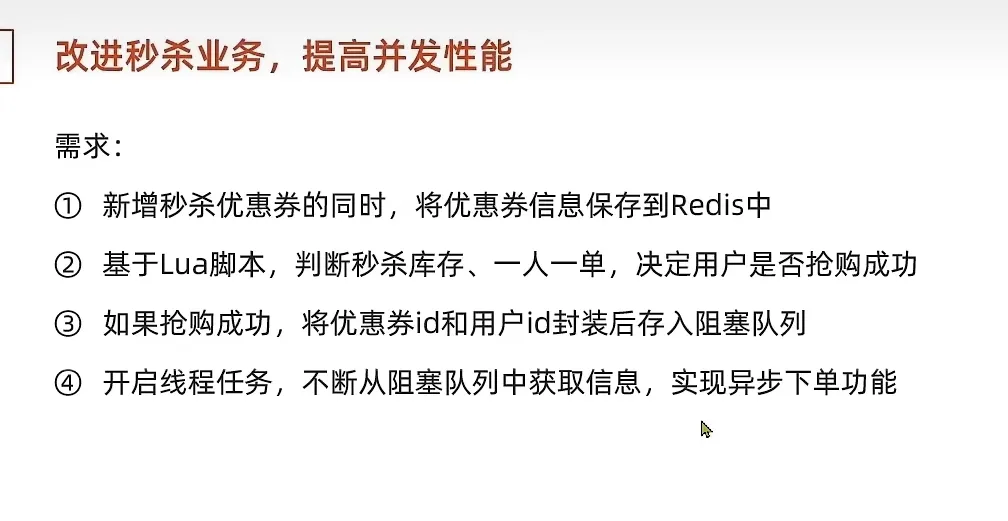 改进秒杀业务，提高并发性能
需求：
① 新增秒杀优惠券的同时，将优惠券信息保存到Redis中
② 基于Lua脚本，判断秒杀库存、一人一单，决定用户是否抢购成功
③ 如果抢购成功，将优惠券id和用户id封装后存入阻塞队列
④ 开启线程任务，不断从阻塞队列中获取信息，实现异步下单功能